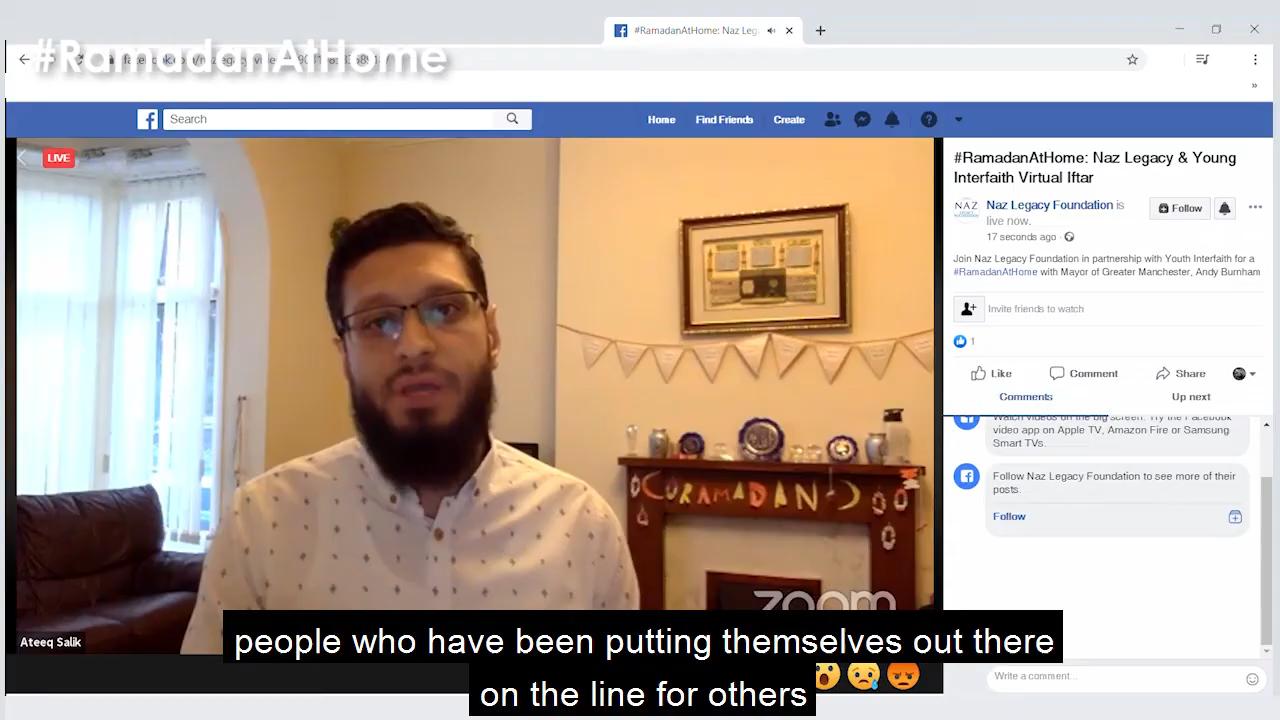 #RamadanAtHome: Naz Leg
#RamadanAtHome
Search
Home
Find Friends
Create
LIVE
#RamadanAtHome: Naz Legacy & Young
Interfaith Virtual Iftar
NAZ
Naz Legacy Foundation is
live now.
17 seconds ago
Follow
Join Naz Legacy Foundation in partnership with Youth Interfaith for a
#RamadanAtHome with Mayor of Greater Manchester, Andy Burnham
Invite friends to watch
1
Like
Comment
Share
Comments
Up next
Watch videos on the big screen. Try the Facebook
video app on Apple TV, Amazon Fire or Samsung
Smart TVs.
Follow Naz Legacy Foundation to see more of their
posts.
Follow
RAMADAN
zoom
Ateeq Salik
people who have been putting themselves out there
on the line for others
Write a comment...